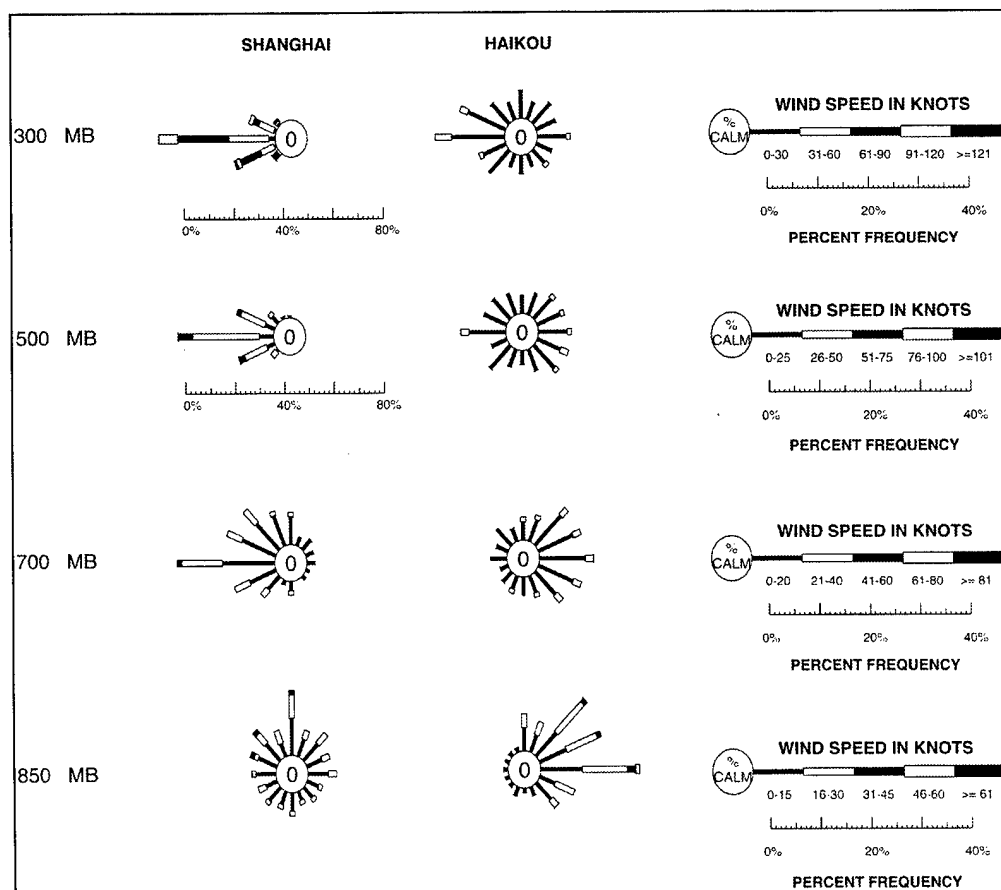 SHANGHAI HAIKOU
300 MB 0 0 % CALM WIND SPEED IN KNOTS
0-30 31-60 61-90 91-120 >=121
0% 40% 80% 0% 20% 40%
PERCENT FREQUENCY
500 MB 0 0 % CALM WIND SPEED IN KNOTS
0-25 26-50 51-75 76-100 >=101
0% 40% 80% 0% 20% 40%
PERCENT FREQUENCY
700 MB 0 0 % CALM WIND SPEED IN KNOTS
0-20 21-40 41-60 61-80 >= 81
0% 20% 40%
PERCENT FREQUENCY
850 MB 0 0 % CALM WIND SPEED IN KNOTS
0-15 16-30 31-45 46-60 >= 61
0% 20% 40%
PERCENT FREQUENCY